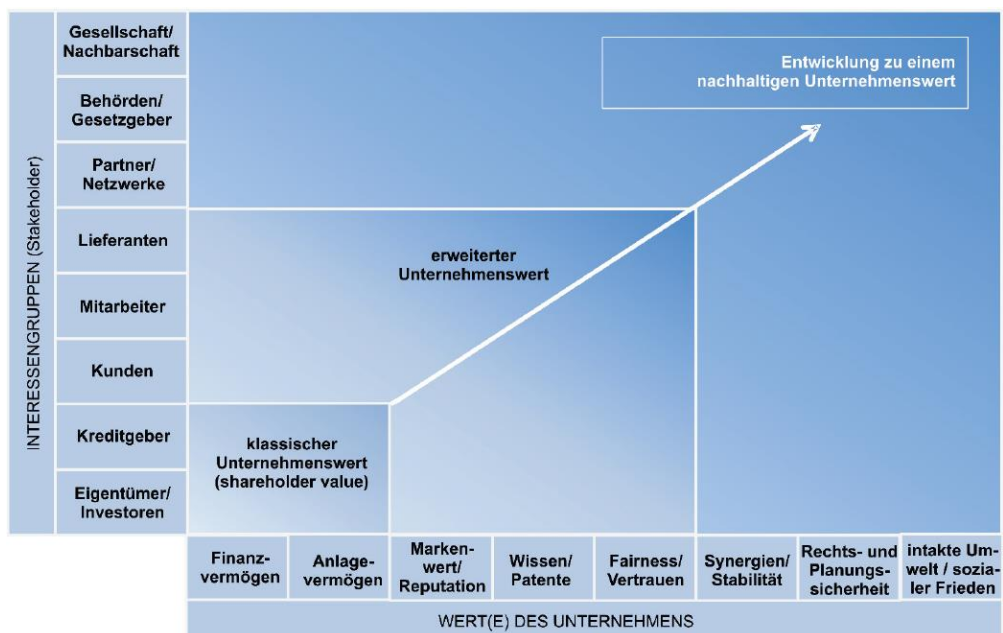 Gesellschaft/
Nachbarschaft
Behörden/
Gesetzgeber
Partner/
Netzwerke
Lieferanten
Mitarbeiter
Kunden
Kreditgeber
Eigentümer/
Investoren
INTERESSENGRUPPEN (Stakeholder)
Entwicklung zu einem
nachhaltigen Unternehmenswert
erweiterter
Unternehmenswert
klassischer
Unternehmenswert
(shareholder value)
Finanz-
vermögen
Anlage-
vermögen
Marken-
wert/
Reputation
Wissen/
Patente
Fairness/
Vertrauen
Synergien/
Stabilität
Rechts- und
Planungs-
sicherheit
intakte Um-
welt / sozia-
ler Frieden
WERT(E) DES UNTERNEHMENS